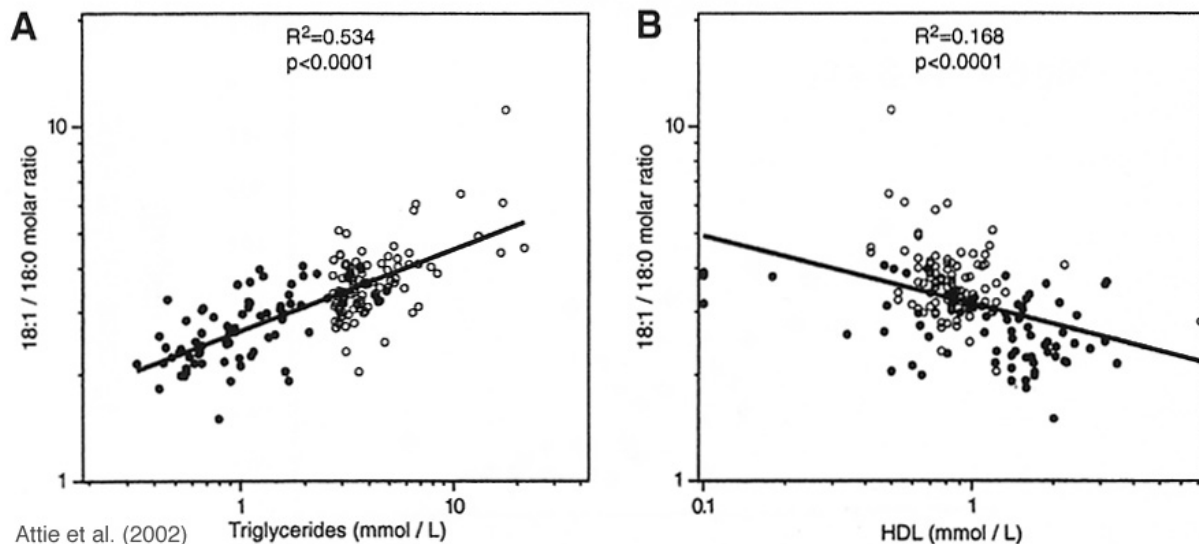 A
R²=0.534
p<0.0001
18:1 / 18:0 molar ratio
10
1
1
10
Triglycerides (mmol / L)
Attie et al. (2002)
B
R²=0.168
p<0.0001
18:1 / 18:0 molar ratio
10
1
0.1
1
HDL (mmol / L)